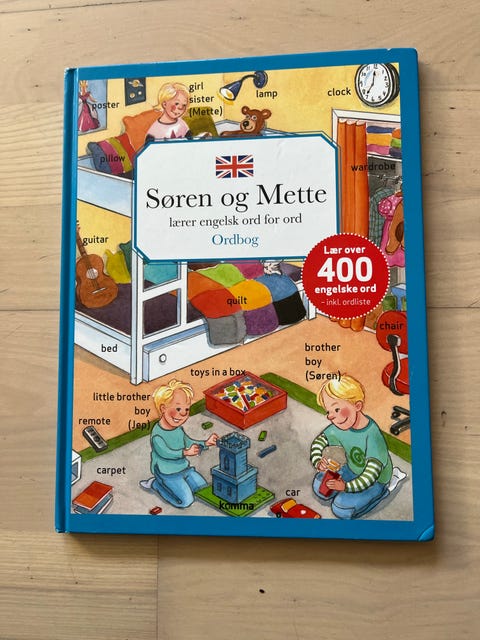 poster
girl
sister
(Mette)
lamp
clock
pillow
wardrobe
Søren og Mette
lærer engelsk ord for ord
Ordbog
Lær over
400
engelske ord
- inkl. ordliste
guitar
quilt
bed
chair
toys in a box
brother
boy
(Søren)
little brother
boy
(Jep)
remote
carpet
car
komma